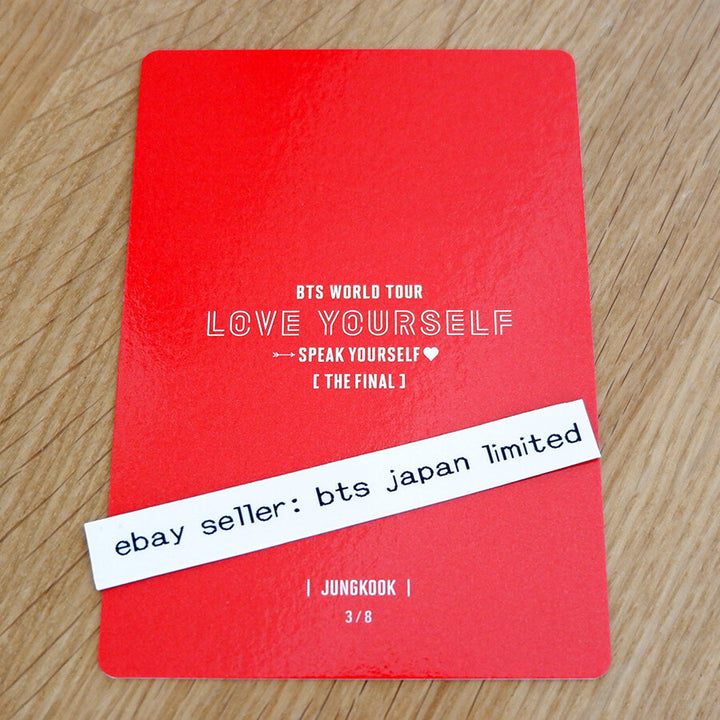 BTS WORLD TOUR
LOVE YOURSELF
SPEAK YOURSELF
[ THE FINAL ]
ebay seller: bts japan limited
| JUNGKOOK |
3/8